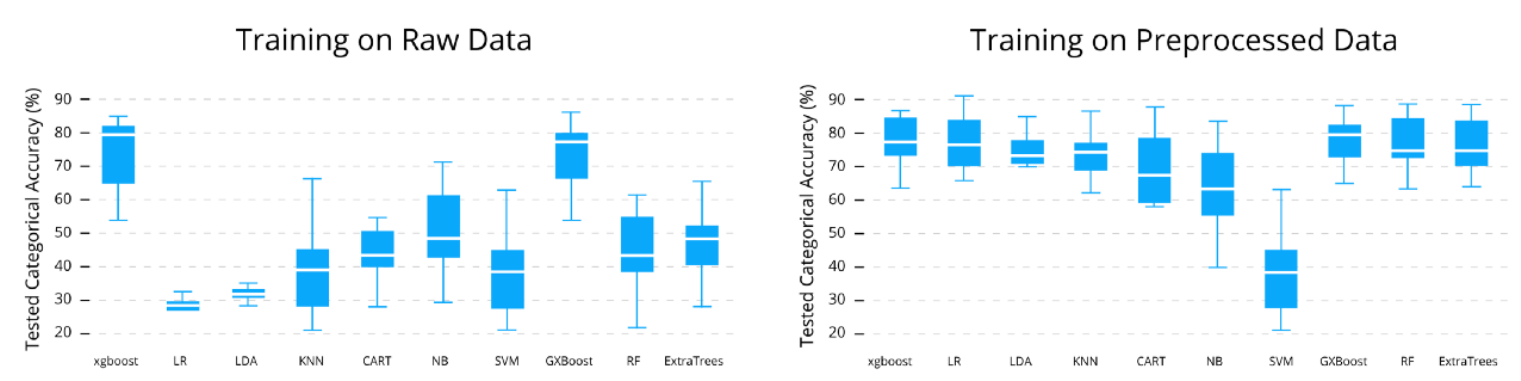 Training on Raw Data
Tested Categorical Accuracy (%)
90
80
70
60
50
40
30
20
xgboost LR LDA KNN CART NB SVM GXBoost RF ExtraTrees
Training on Preprocessed Data
Tested Categorical Accuracy (%)
90
80
70
60
50
40
30
20
xgboost LR LDA KNN CART NB SVM GXBoost RF ExtraTrees